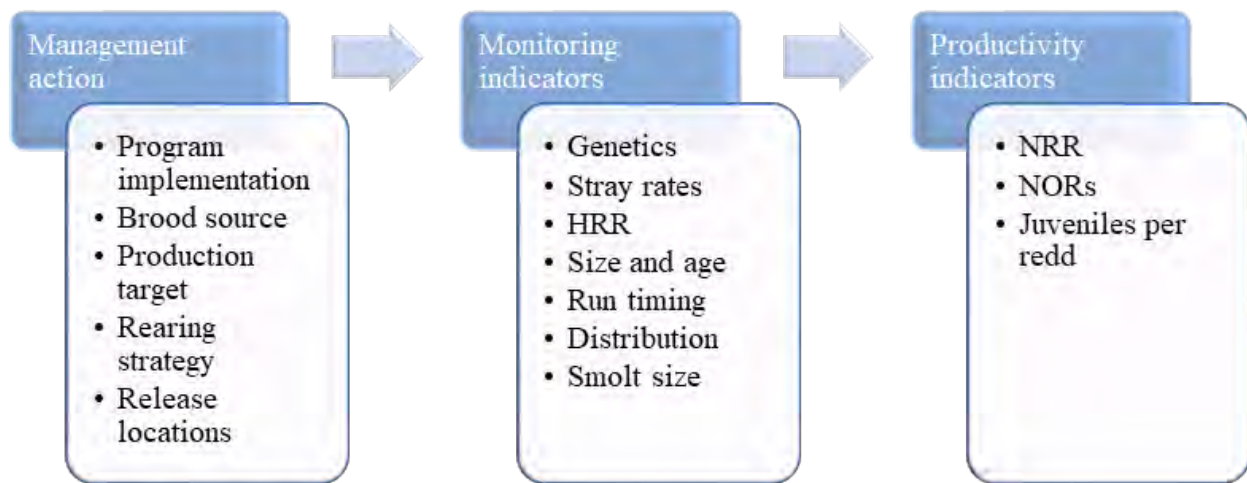 Management
action
• Program
implementation
• Brood source
• Production
target
• Rearing
strategy
• Release
locations
Monitoring
indicators
• Genetics
• Stray rates
• HRR
• Size and age
• Run timing
• Distribution
• Smolt size
Productivity
indicators
• NRR
• NORs
• Juveniles per
redd